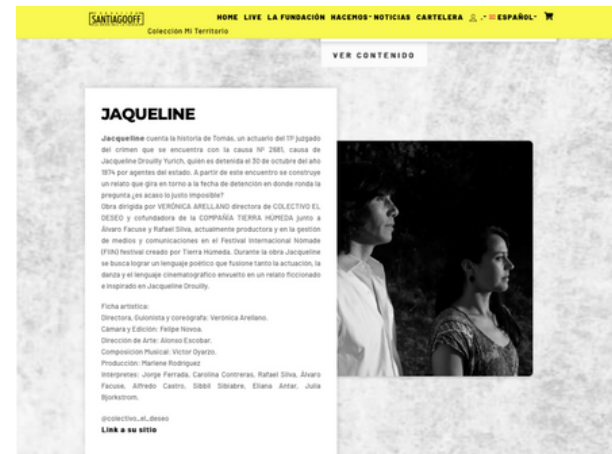 SANTIAGOOFF
HOME LIVE LA FUNDACIÓN HACEMOS NOTICIAS CARTELERA ESPAÑOL
Colección Mi Territorio
VER CONTENIDO
JAQUELINE
Jacqueline cuenta la historia de Tomás, un actuario del 11º juzgado
del crimen que se encuentra con la causa Nº 2681, causa de
Jacqueline Drouilly Yurich, quién es detenida el 30 de octubre del año
1974 por agentes del estado. A partir de este encuentro se construye
un relato que gira en torno a la fecha de detención en donde ronda la
pregunta ¿es acaso lo justo imposible?
Obra dirigida por VERÓNICA ARELLANO directora de COLECTIVO EL
DESEO y cofundadora de la COMPAÑÍA TIERRA HÚMEDA junto a
Álvaro Facuse y Rafael Silva, actualmente productora y en la gestión
de medios y comunicaciones en el Festival Internacional Nómade
(FIIN) festival creado por Tierra Húmeda. Durante la obra Jacqueline
se busca lograr un lenguaje poético que fusione tanto la actuación, la
danza y el lenguaje cinematográfico envuelto en un relato ficcionado
e inspirado en Jacqueline Drouilly.
Ficha artística:
Directora, Guionista y coreógrafa: Verónica Arellano.
Cámara y Edición: Felipe Novoa.
Dirección de Arte: Alonso Escobar.
Composición Musical: Víctor Oyarzo.
Producción: Marlene Rodríguez
Intérpretes: Jorge Ferrada, Carolina Contreras, Rafael Silva, Álvaro
Facuse, Alfredo Castro, Sibbil Sibiabre, Eliana Antar, Julia
Bjorkstrom.
@colectivo_el_deseo
Link a su sitio